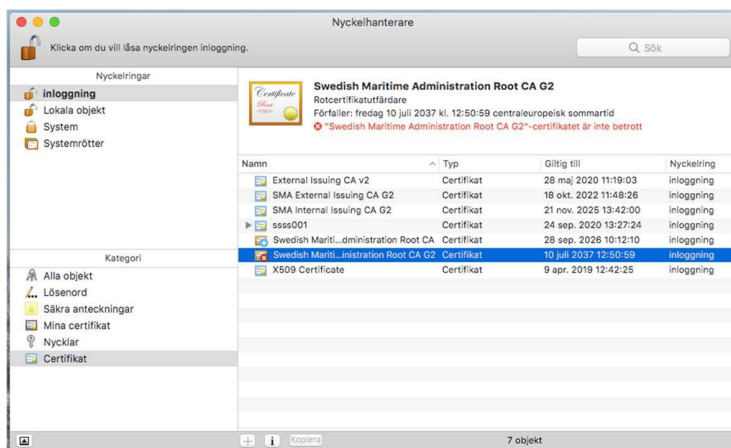 Nyckelhanterare
Klicka om du vill låsa nyckelringen inloggning.
Sök
Nyckelringar
inloggning
Lokala objekt
System
Systemrötter
Kategori
Alla objekt
Lösenord
Säkra anteckningar
Mina certifikat
Nycklar
Certifikat
Certificate
Root
Swedish Maritime Administration Root CA G2
Rotcertifikatutfärdare
Förfaller: fredag 10 juli 2037 kl. 12:50:59 centraleuropeisk sommartid
"Swedish Maritime Administration Root CA G2"-certifikatet är inte betrott
Namn Typ Giltig till Nyckelring
External Issuing CA v2 Certifikat 28 maj 2020 11:19:03 inloggning
SMA External Issuing CA G2 Certifikat 18 okt. 2022 11:48:26 inloggning
SMA Internal Issuing CA G2 Certifikat 21 nov. 2025 13:42:00 inloggning
ssss001 Certifikat 24 sep. 2020 13:27:24 inloggning
Swedish Mariti...dministration Root CA Certifikat 28 sep. 2026 10:12:10 inloggning
Swedish Mariti...inistration Root CA G2 Certifikat 10 juli 2037 12:50:59 inloggning
X509 Certificate Certifikat 9 apr. 2019 12:42:25 inloggning
Kopiera
7 objekt